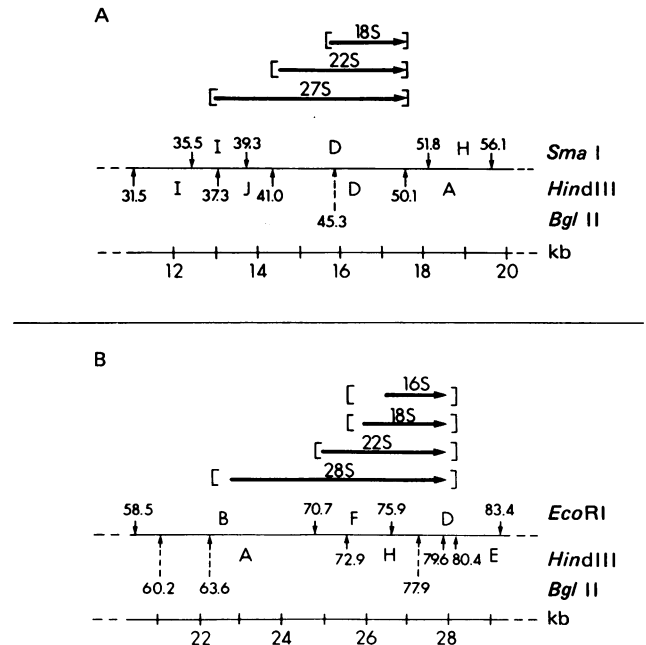 A
[ 18S ]
[ 22S ]
[ 27S ]
35.5 I 39.3 D 51.8 H 56.1 Sma I
31.5 I 37.3 J 41.0 D 50.1 A HindIII
45.3 Bgl II
kb
12 14 16 18 20
B
[ 16S ]
[ 18S ]
[ 22S ]
[ 28S ]
58.5 B 70.7 F 75.9 D 83.4 EcoRI
A 72.9 H 79.6 80.4 E HindIII
60.2 63.6 77.9 Bgl II
kb
22 24 26 28